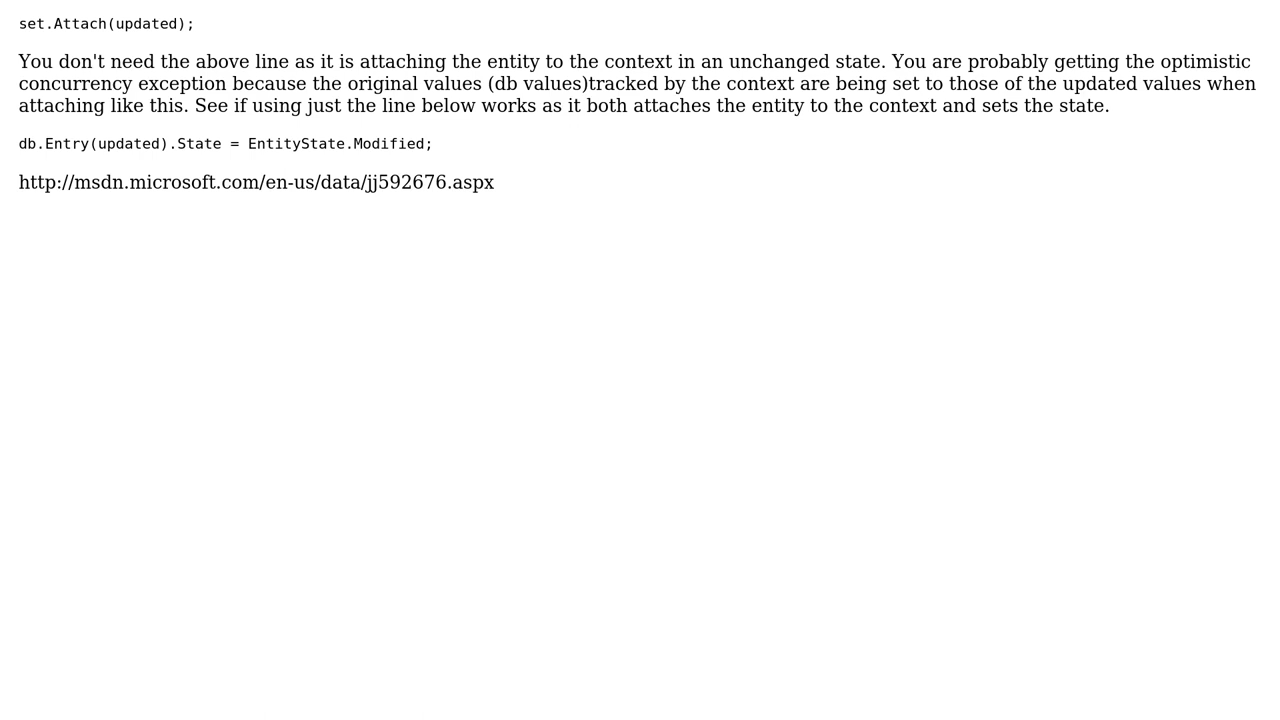 set.Attach(updated);
You don't need the above line as it is attaching the entity to the context in an unchanged state. You are probably getting the optimistic
concurrency exception because the original values (db values)tracked by the context are being set to those of the updated values when
attaching like this. See if using just the line below works as it both attaches the entity to the context and sets the state.
db.Entry(updated).State = EntityState.Modified;
http://msdn.microsoft.com/en-us/data/jj592676.aspx